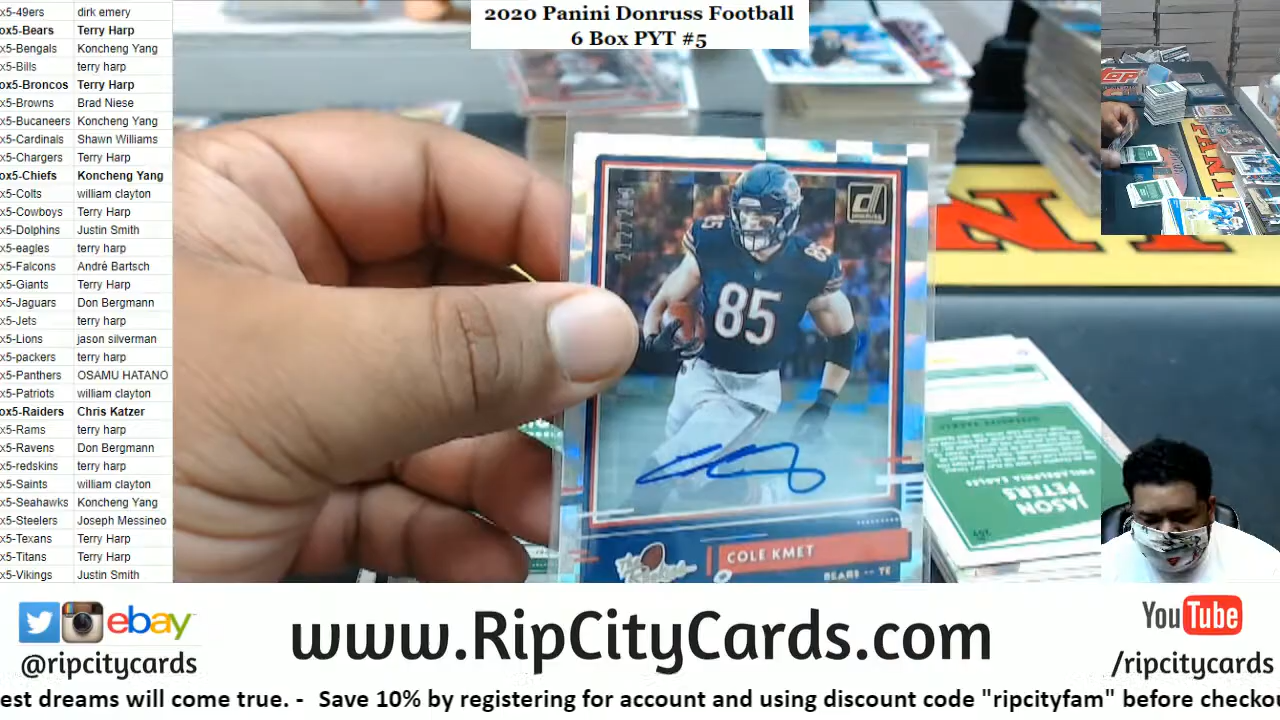 2020 Panini Donruss Football
6 Box PYT #5
x5-49ers dirk emery
ox5-Bears Terry Harp
x5-Bengals Koncheng Yang
x5-Bills terry harp
ox5-Broncos Terry Harp
x5-Browns Brad Niese
x5-Bucaneers Koncheng Yang
x5-Cardinals Shawn Williams
x5-Chargers Terry Harp
ox5-Chiefs Koncheng Yang
x5-Colts william clayton
x5-Cowboys Terry Harp
x5-Dolphins Justin Smith
x5-eagles terry harp
x5-Falcons André Bartsch
x5-Giants Terry Harp
x5-Jaguars Don Bergmann
x5-Jets terry harp
x5-Lions jason silverman
x5-packers terry harp
x5-Panthers OSAMU HATANO
x5-Patriots william clayton
ox5-Raiders Chris Katzer
x5-Rams terry harp
x5-Ravens Don Bergmann
x5-redskins terry harp
x5-Saints william clayton
x5-Seahawks Koncheng Yang
x5-Steelers Joseph Messineo
x5-Texans Terry Harp
x5-Titans Terry Harp
x5-Vikings Justin Smith
85
85
COLE KMET
BEARS TE
JASON
PETERS
PHILADELPHIA EAGLES
ebay
@ripcitycards
www.RipCityCards.com
YouTube
/ripcitycards
est dreams will come true. - Save 10% by registering for account and using discount code "ripcityfam" before checkou